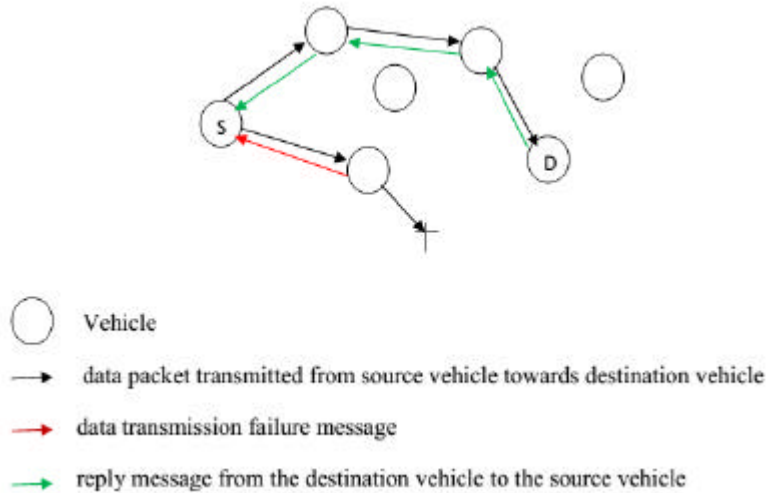 S
D
Vehicle
data packet transmitted from source vehicle towards destination vehicle
data transmission failure message
reply message from the destination vehicle to the source vehicle